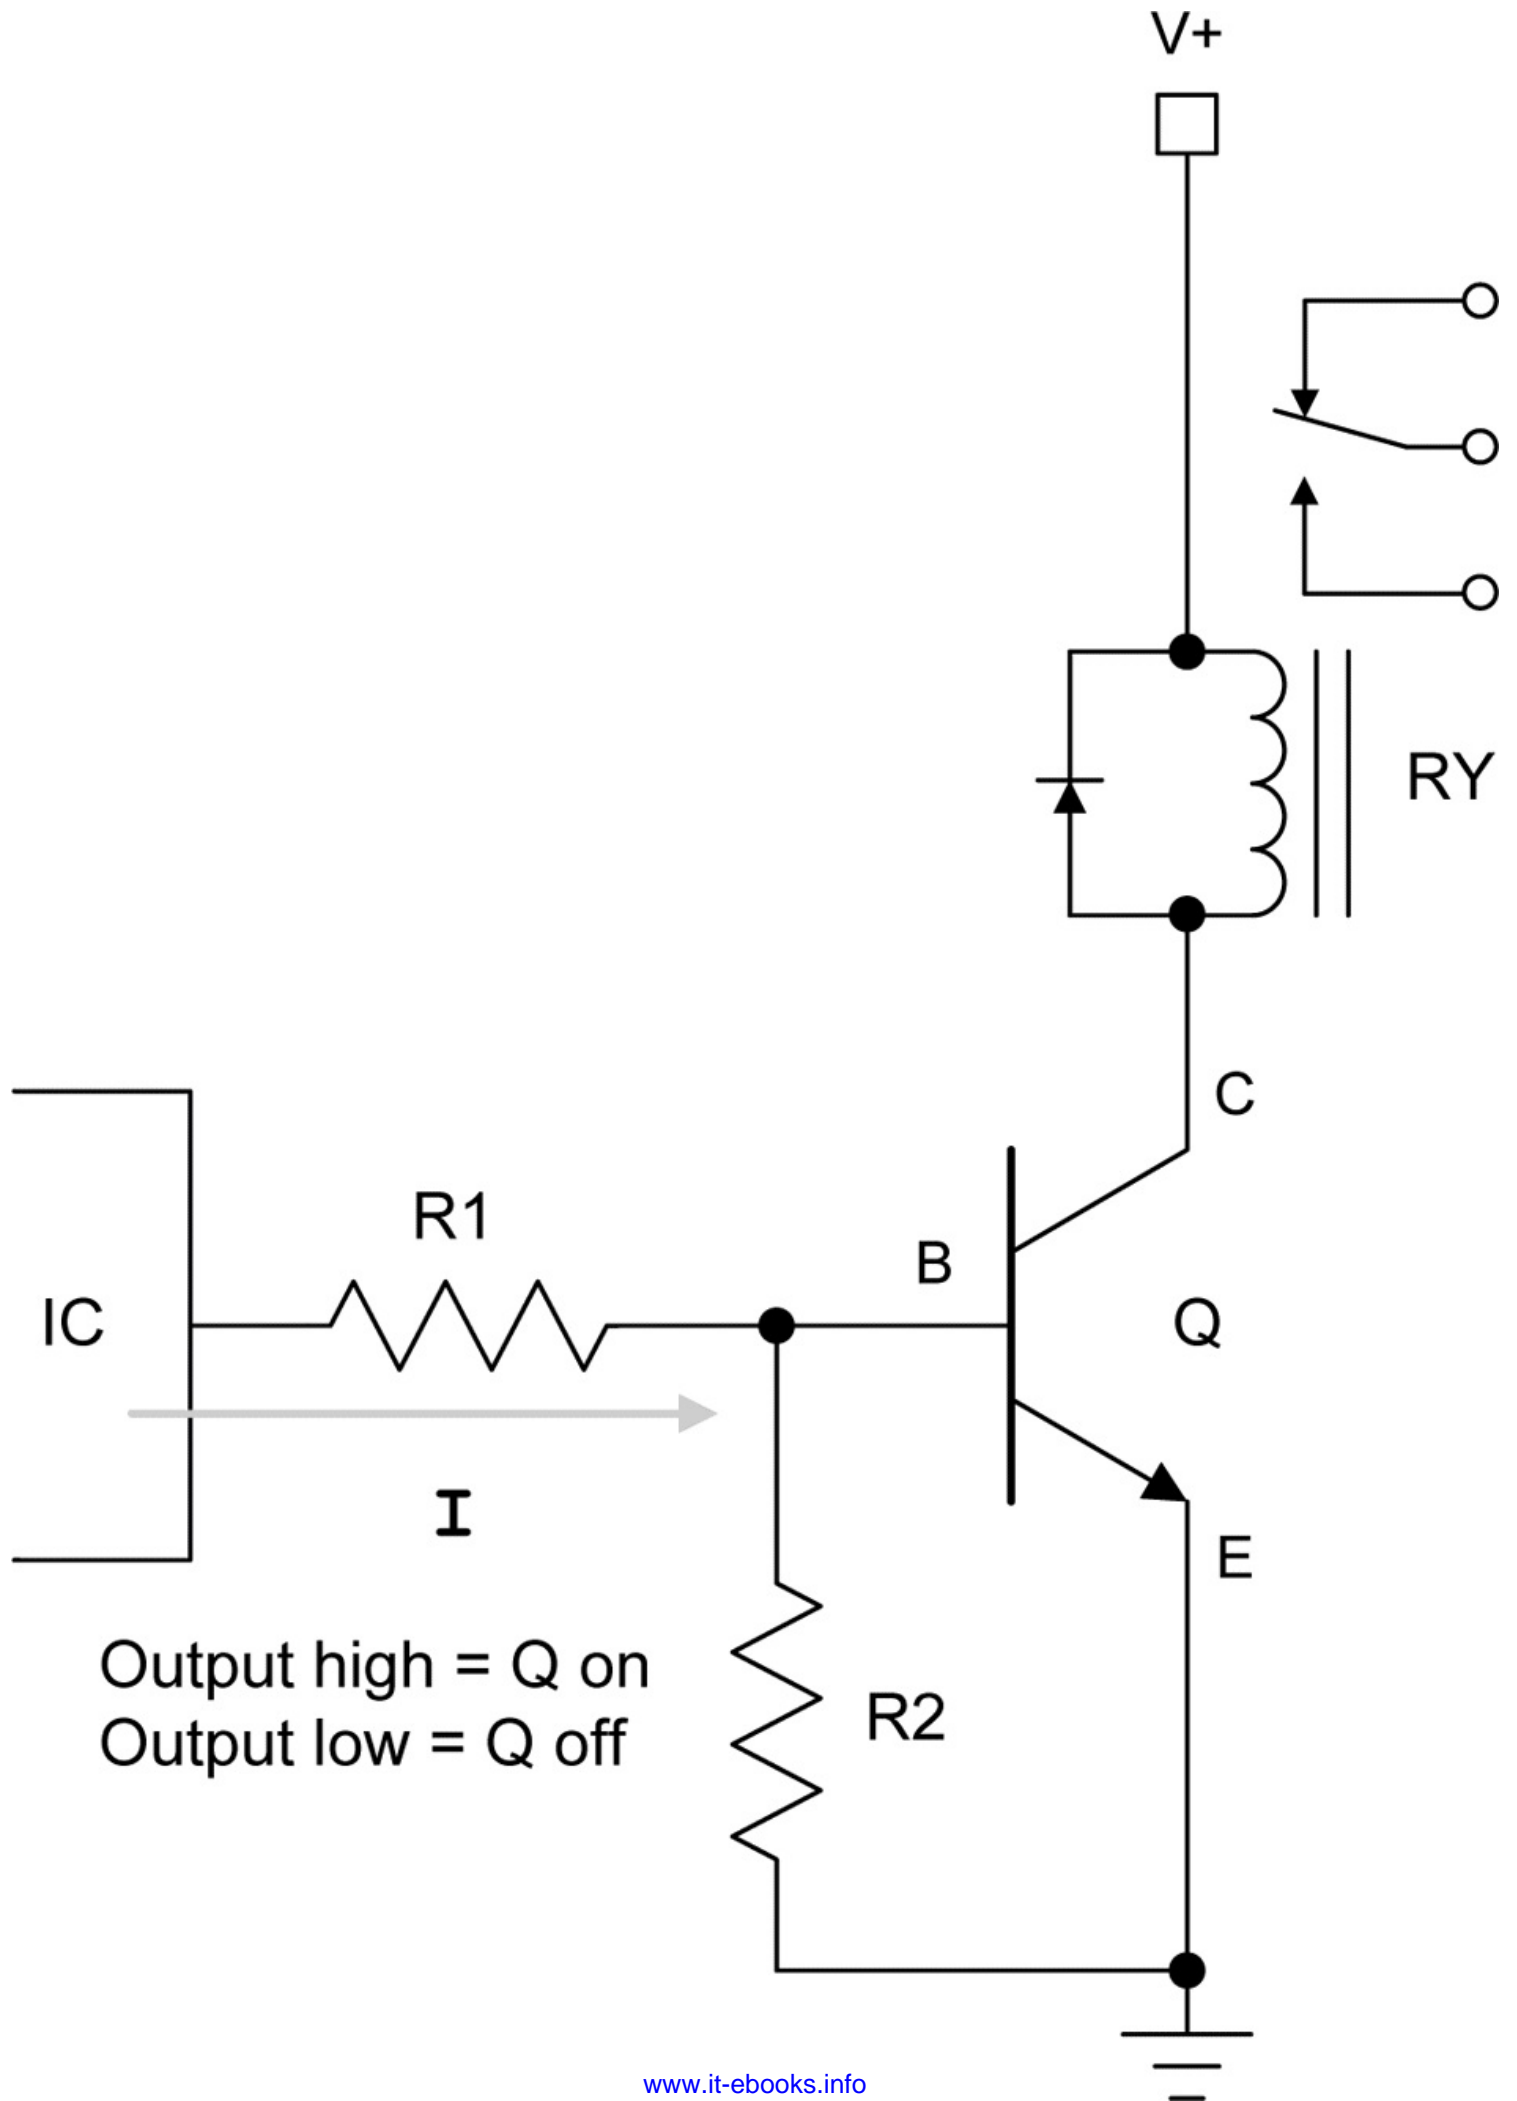 V+
RY
C
R1
B
IC
Q
I
E
Output high = Q on
Output low = Q off
R2
www.it-ebooks.info